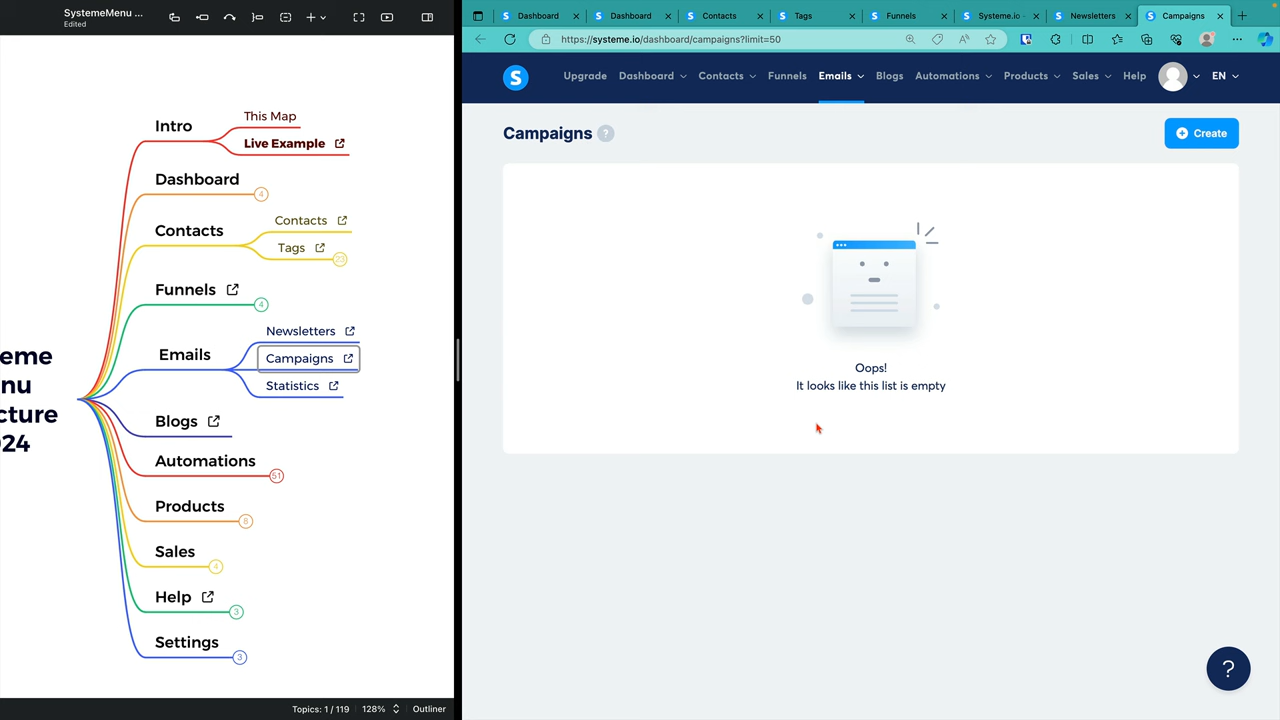 SystemeMenu ...
Edited
eme
nu
cture
024
Intro
This Map
Live Example
Dashboard
4
Contacts
Contacts
Tags
23
Funnels
4
Emails
Newsletters
Campaigns
Statistics
Blogs
Automations
51
Products
8
Sales
4
Help
3
Settings
3
Topics: 1 / 119
128%
Outliner
Dashboard
Dashboard
Contacts
Tags
Funnels
Systeme.io -
Newsletters
Campaigns
https://systeme.io/dashboard/campaigns?limit=50
S
Upgrade
Dashboard
Contacts
Funnels
Emails
Blogs
Automations
Products
Sales
Help
EN
Campaigns ?
Create
Oops!
It looks like this list is empty
?